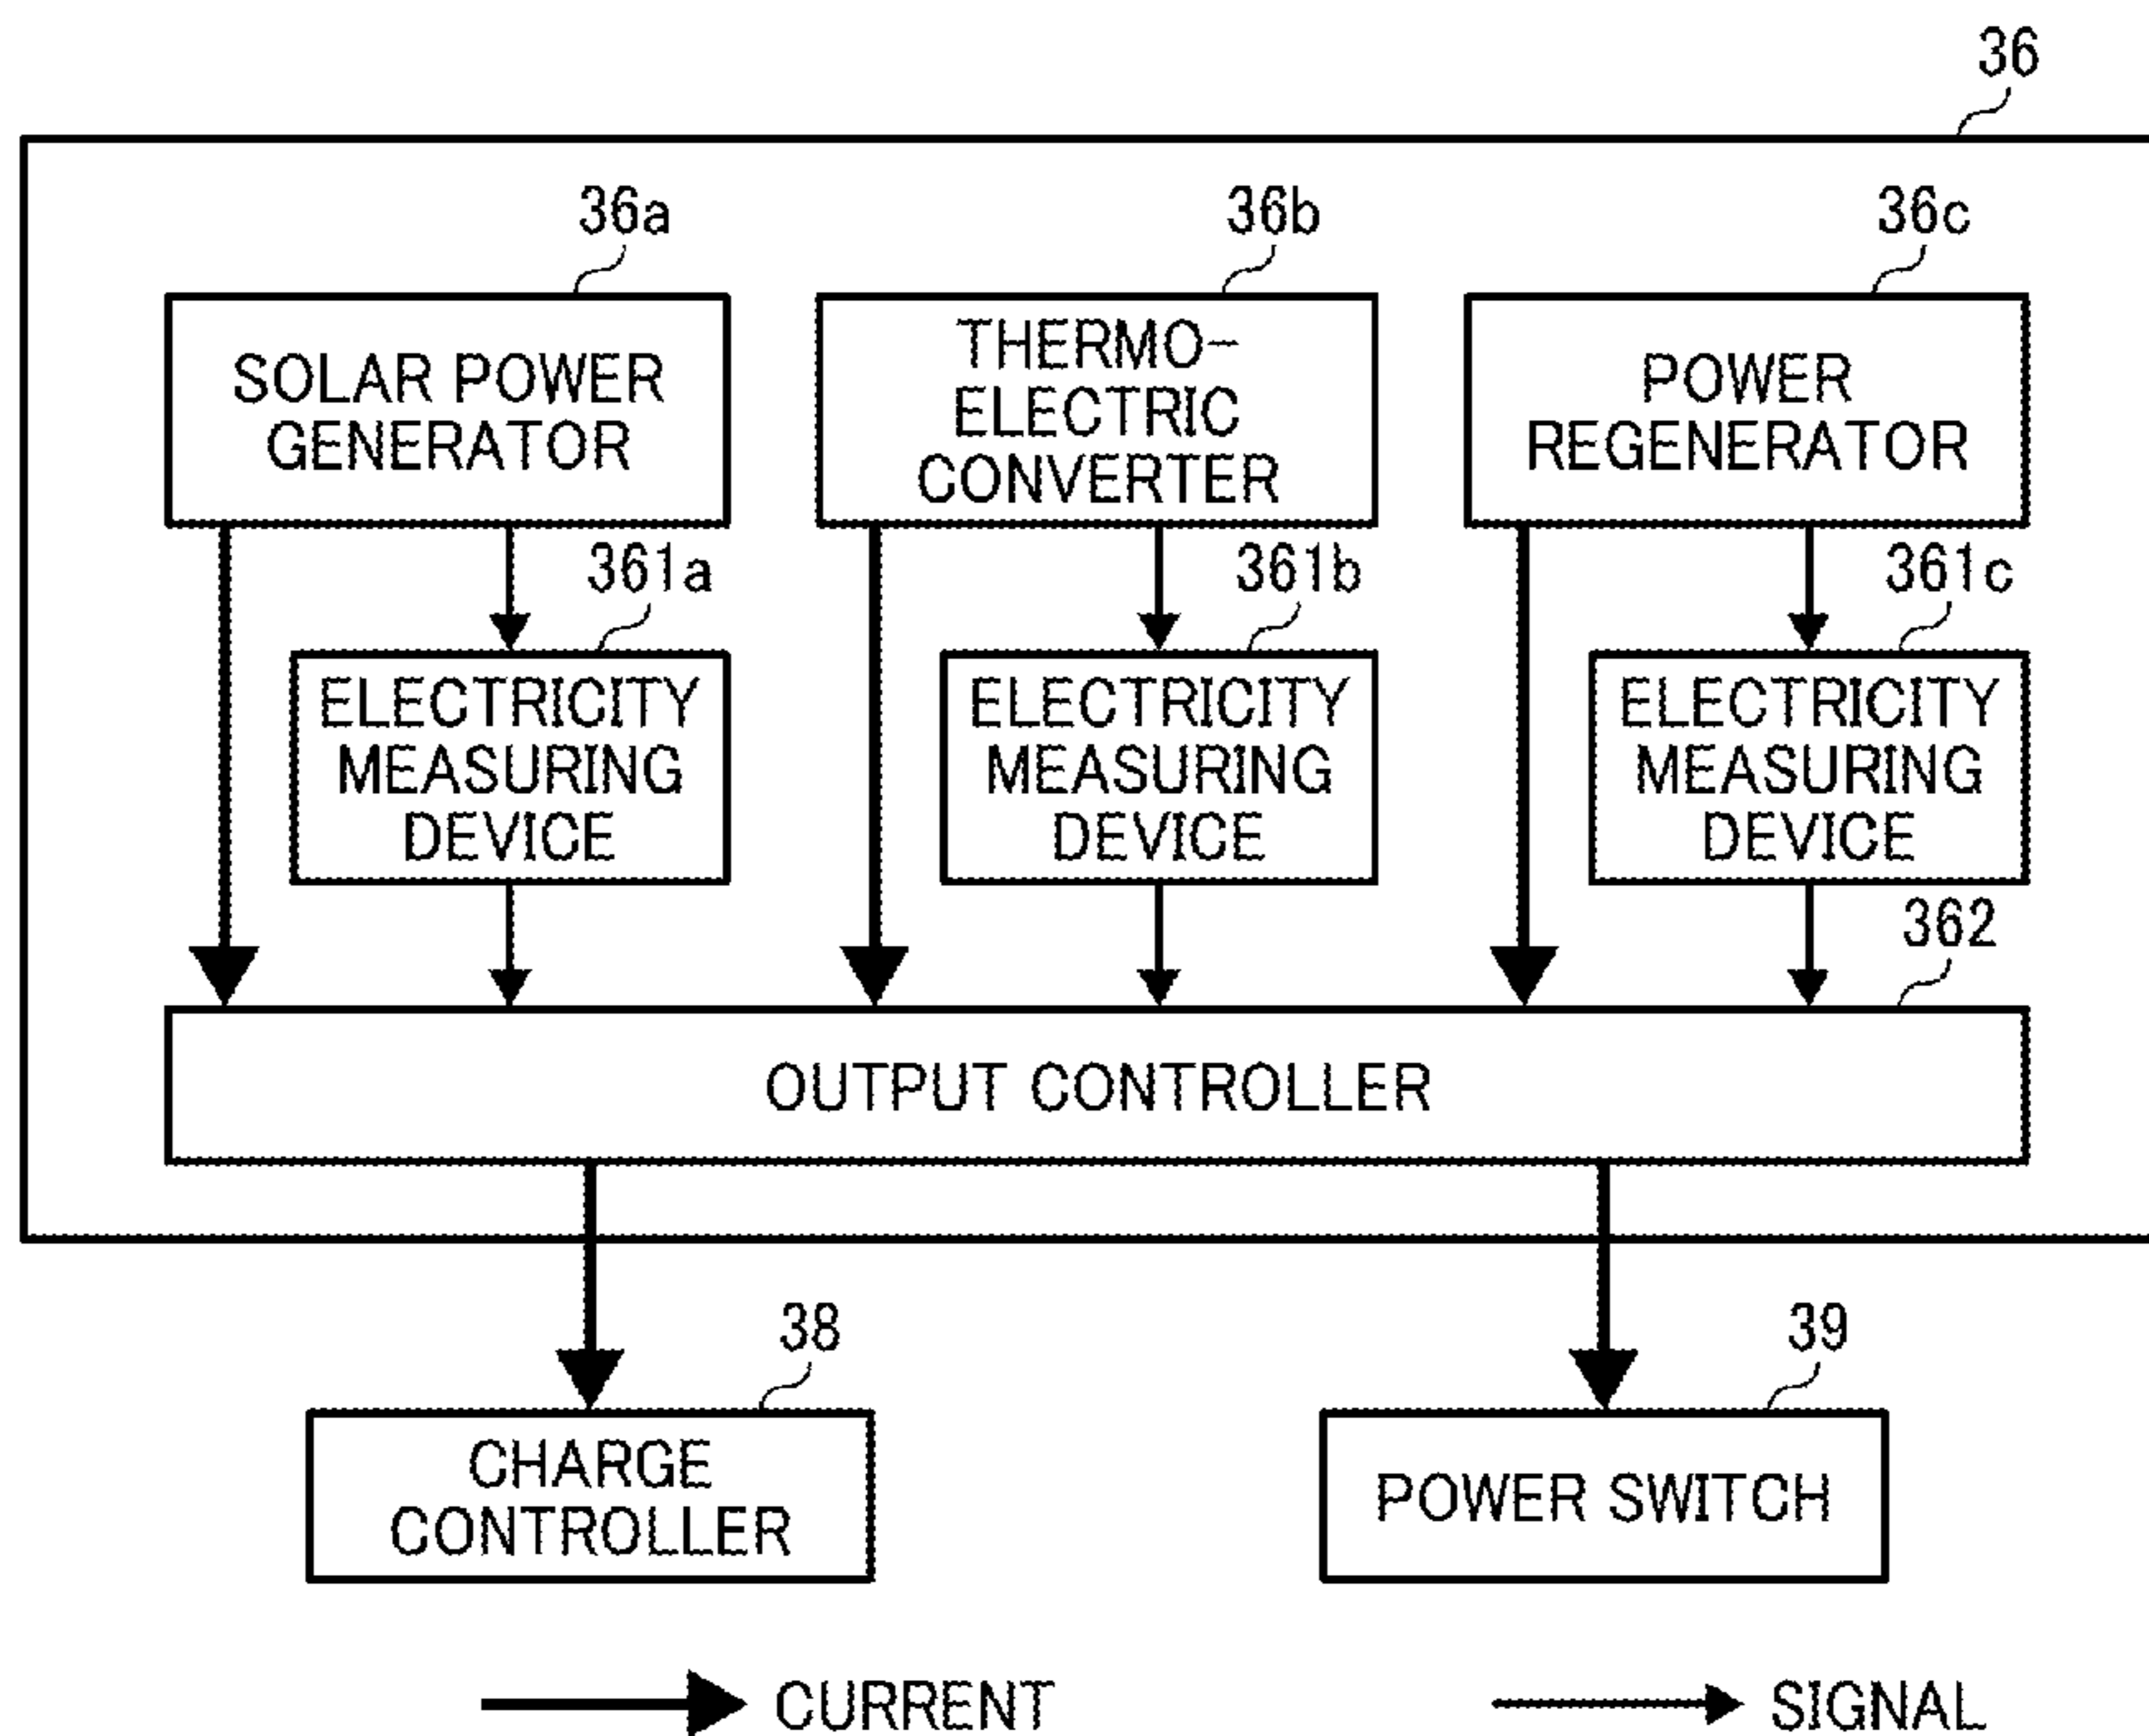 36
36a
36b
36c
SOLAR POWER
GENERATOR
THERMO-
ELECTRIC
CONVERTER
POWER
REGENERATOR
361a
361b
361c
ELECTRICITY
MEASURING
DEVICE
ELECTRICITY
MEASURING
DEVICE
ELECTRICITY
MEASURING
DEVICE
362
OUTPUT CONTROLLER
38
39
CHARGE
CONTROLLER
POWER SWITCH
CURRENT
SIGNAL